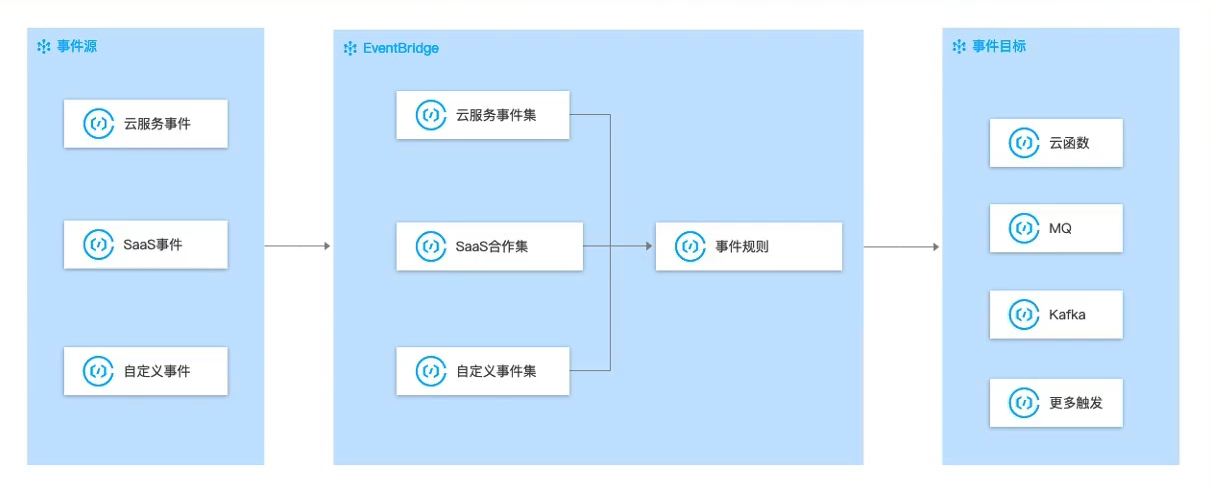 事件源
云服务事件
SaaS事件
自定义事件
EventBridge
云服务事件集
SaaS合作集
自定义事件集
事件规则
事件目标
云函数
MQ
Kafka
更多触发